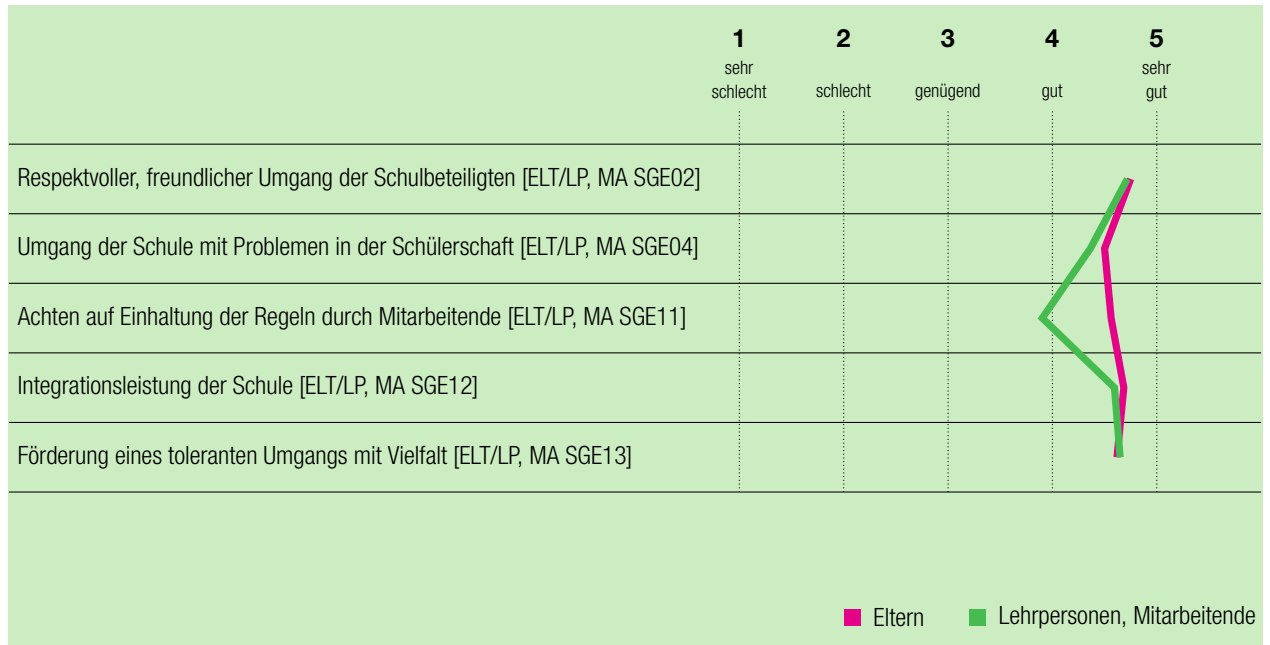 1 2 3 4 5
sehr sehr
schlecht schlecht genügend gut gut
Respektvoller, freundlicher Umgang der Schulbeteiligten [ELT/LP, MA SGE02]
Umgang der Schule mit Problemen in der Schülerschaft [ELT/LP, MA SGE04]
Achten auf Einhaltung der Regeln durch Mitarbeitende [ELT/LP, MA SGE11]
Integrationsleistung der Schule [ELT/LP, MA SGE12]
Förderung eines toleranten Umgangs mit Vielfalt [ELT/LP, MA SGE13]
Eltern Lehrpersonen, Mitarbeitende